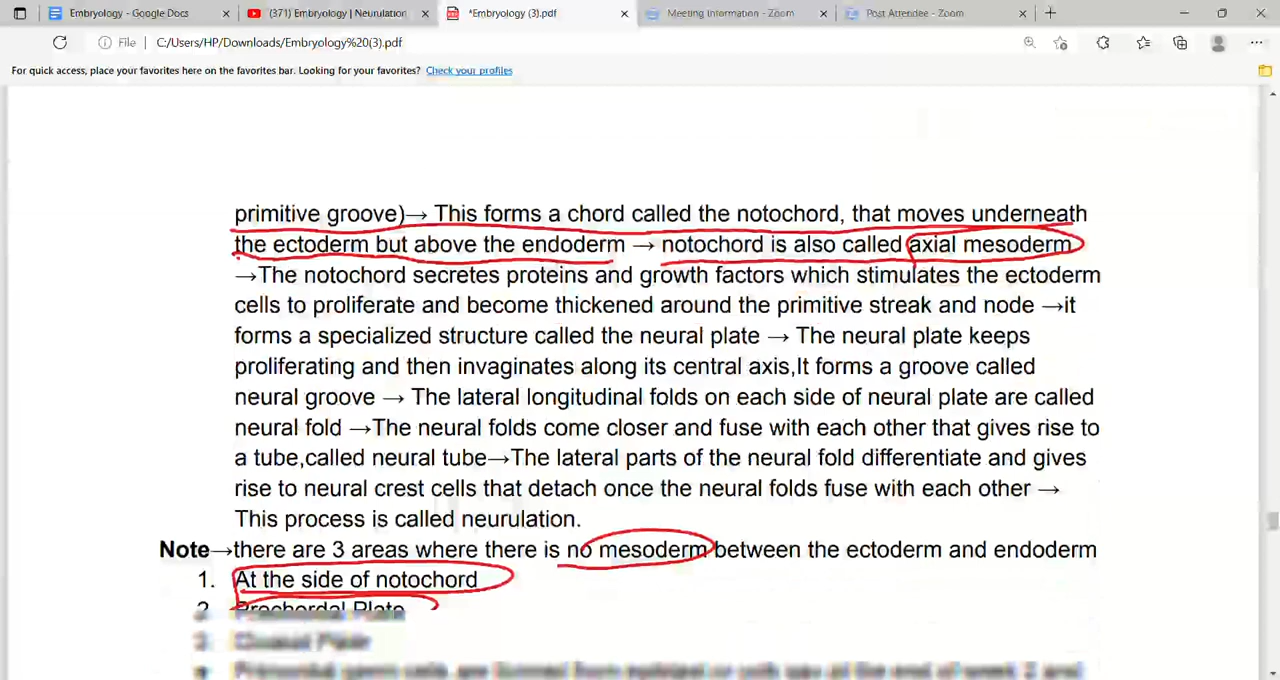 Embryology - Google Docs
(371) Embryology | Neurulation
*Embryology (3).pdf
Meeting Information - Zoom
Post Attendee - Zoom
File | C:/Users/HP/Downloads/Embryology%20(3).pdf
For quick access, place your favorites here on the favorites bar. Looking for your favorites? Check your profiles
primitive groove)→ This forms a chord called the notochord, that moves underneath
the ectoderm but above the endoderm → notochord is also called axial mesoderm
→The notochord secretes proteins and growth factors which stimulates the ectoderm
cells to proliferate and become thickened around the primitive streak and node →it
forms a specialized structure called the neural plate → The neural plate keeps
proliferating and then invaginates along its central axis,It forms a groove called
neural groove → The lateral longitudinal folds on each side of neural plate are called
neural fold →The neural folds come closer and fuse with each other that gives rise to
a tube,called neural tube→The lateral parts of the neural fold differentiate and gives
rise to neural crest cells that detach once the neural folds fuse with each other →
This process is called neurulation.
Note→there are 3 areas where there is no mesoderm between the ectoderm and endoderm
1. At the side of notochord
2. Prochordal Plate
3. Cloacal Plate